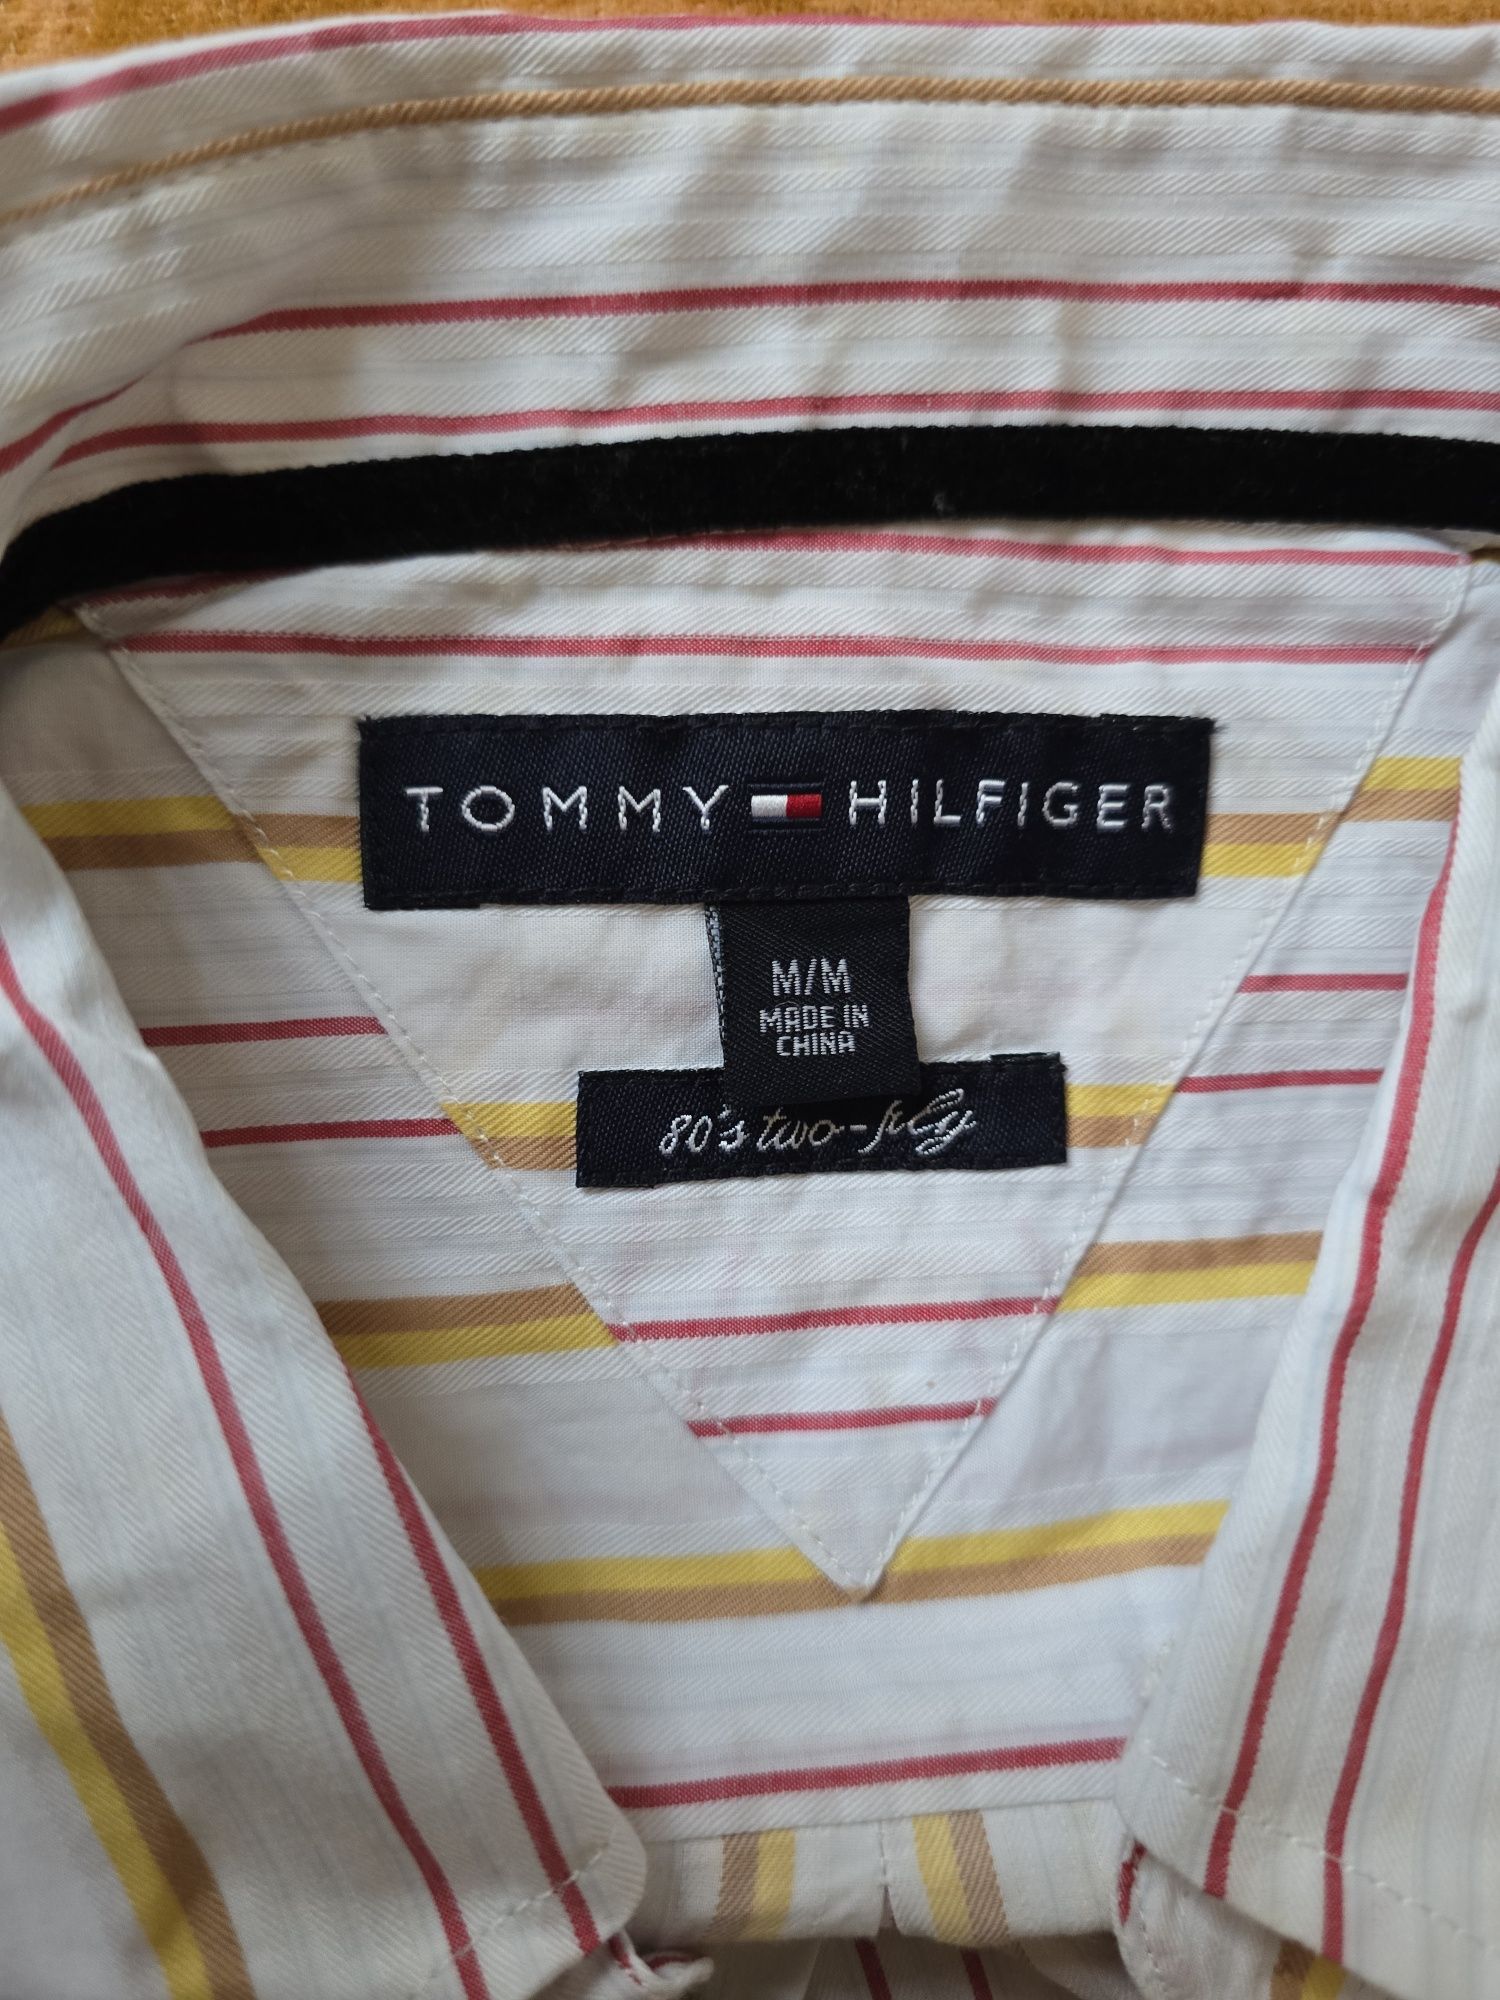 TOMMY HILFIGER
M/M
MADE IN
CHINA
80's two-ply